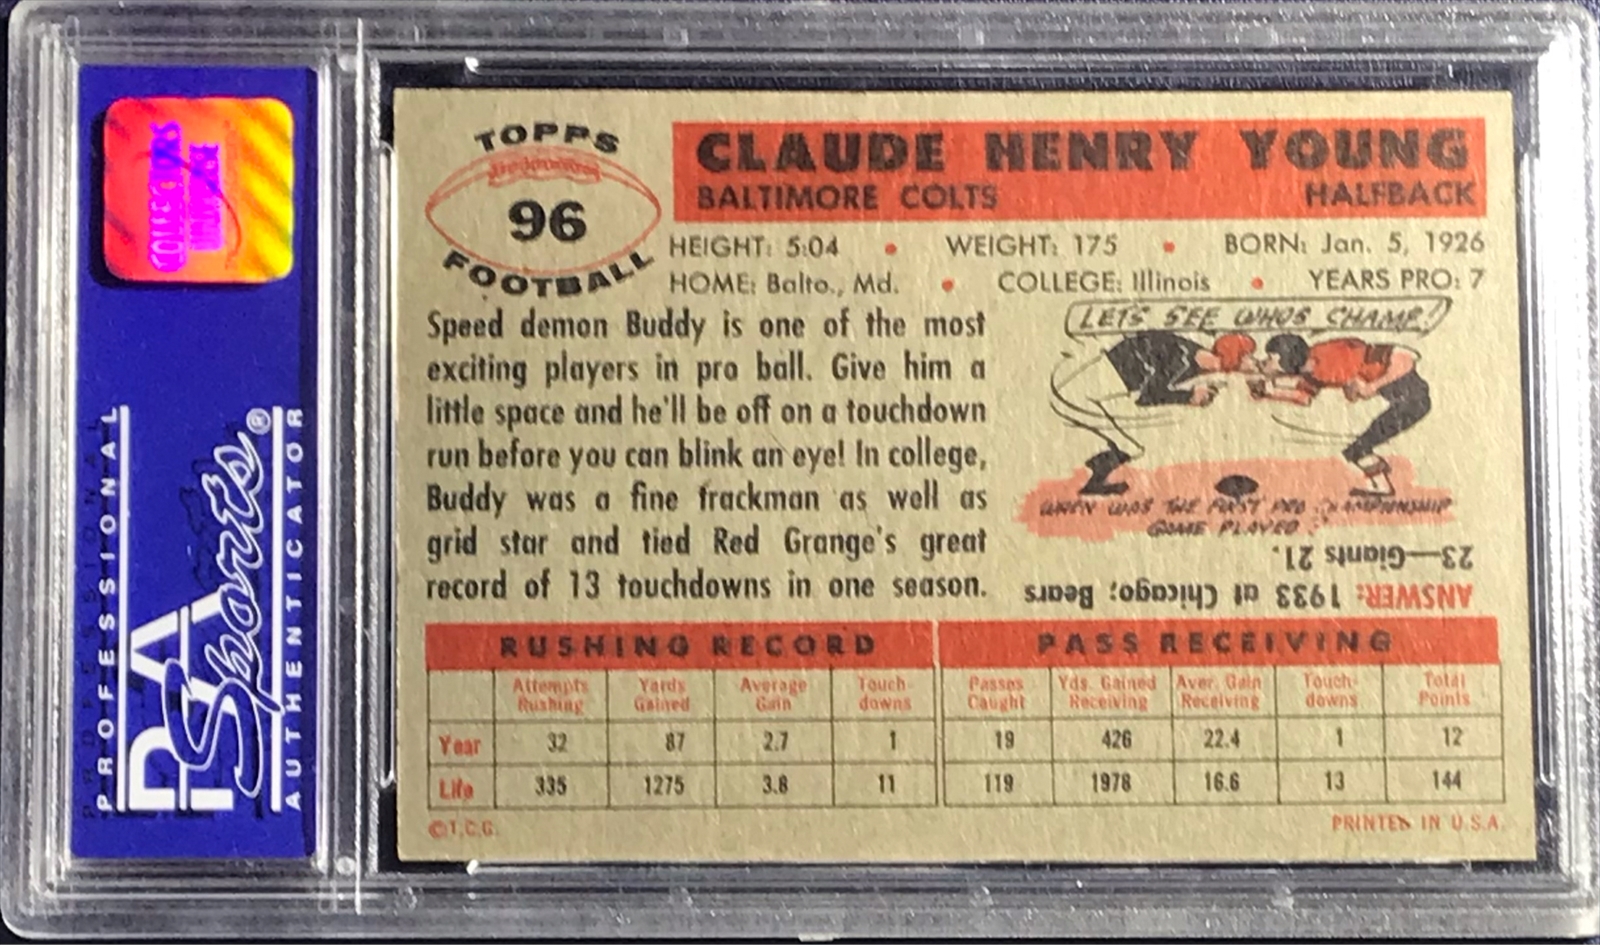 COLLECTORS
UNIVERSE
PROFESSIONAL
PSA
Sports®
AUTHENTICATOR
TOPPS
96
FOOTBALL
CLAUDE HENRY YOUNG
BALTIMORE COLTS HALFBACK
HEIGHT: 5:04 • WEIGHT: 175 • BORN: Jan. 5, 1926
HOME: Balto., Md. • COLLEGE: Illinois • YEARS PRO: 7
Speed demon Buddy is one of the most
exciting players in pro ball. Give him a
little space and he'll be off on a touchdown
run before you can blink an eye! In college,
Buddy was a fine trackman as well as
grid star and tied Red Grange's great
record of 13 touchdowns in one season.
LET'S SEE WHOS CHAMP!
WHEN WAS THE FIRST PRO CHAMPIONSHIP
GAME PLAYED?
ANSWER: 1933 at Chicago; Bears
23—Giants 21.
RUSHING RECORD PASS RECEIVING
Attempts Rushing Yards Gained Average Gain Touch-downs Passes Caught Yds. Gained Receiving Aver. Gain Receiving Touch-downs Total Points
Year 32 87 2.7 1 19 426 22.4 1 12
Life 335 1275 3.8 11 119 1978 16.6 13 144
©T.C.G. PRINTED IN U.S.A.